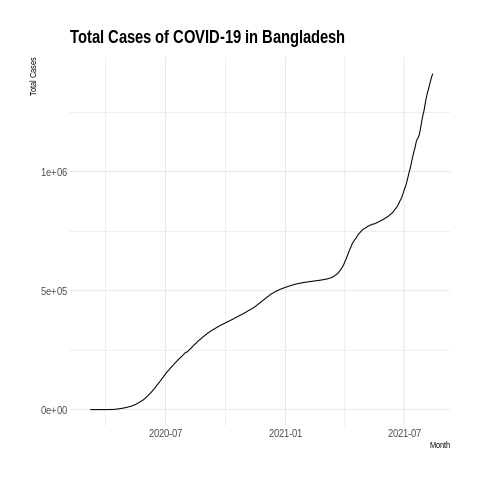 Total Cases of COVID-19 in Bangladesh
Total Cases
1e+06
5e+05
0e+00
2020-07
2021-01
2021-07
Month